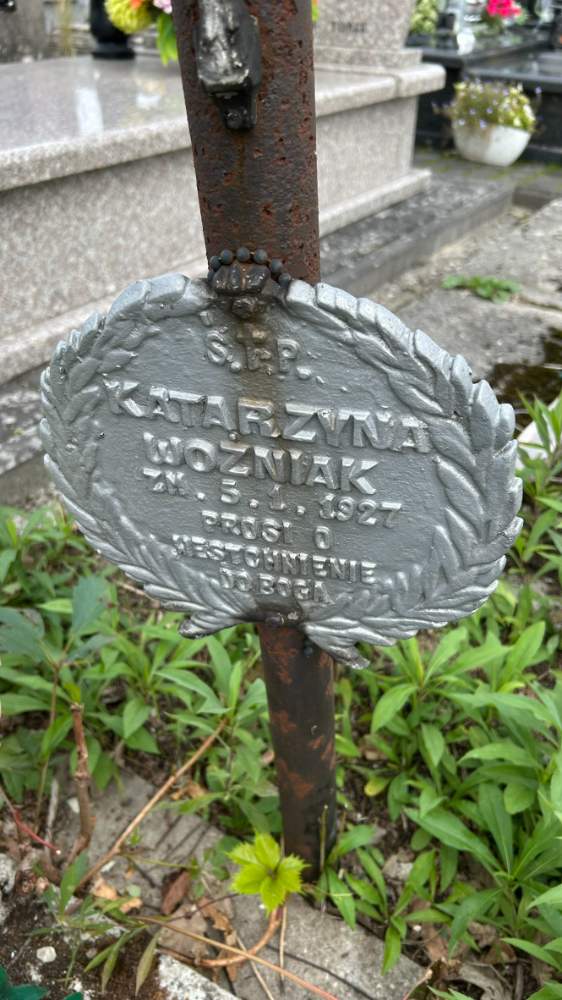 Ś.†.P.
KATARZYNA
WOŹNIAK
ZM. 5. 1. 1927
PROSI O
WESTCHNIENIE
DO BOGA